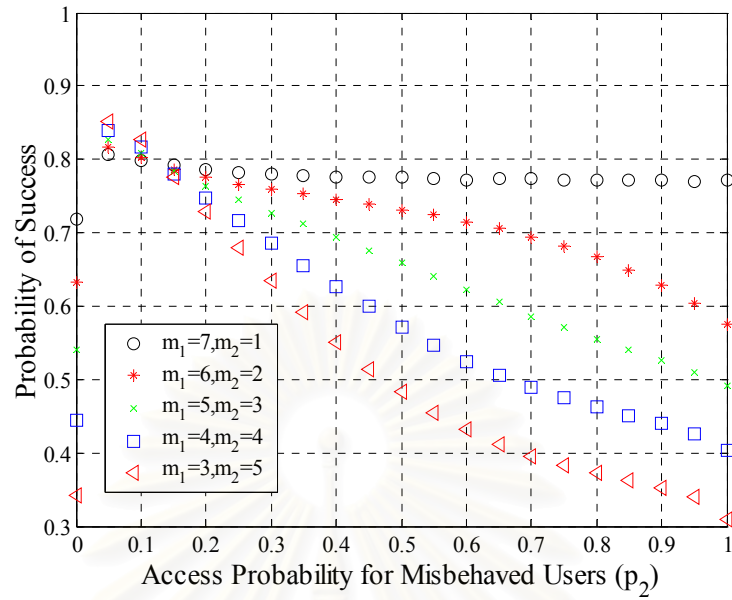 1
0.9
0.8
0.7
0.6
0.5
0.4
0.3
Probability of Success
m1=7,m2=1
m1=6,m2=2
m1=5,m2=3
m1=4,m2=4
m1=3,m2=5
0 0.1 0.2 0.3 0.4 0.5 0.6 0.7 0.8 0.9 1
Access Probability for Misbehaved Users (p2)